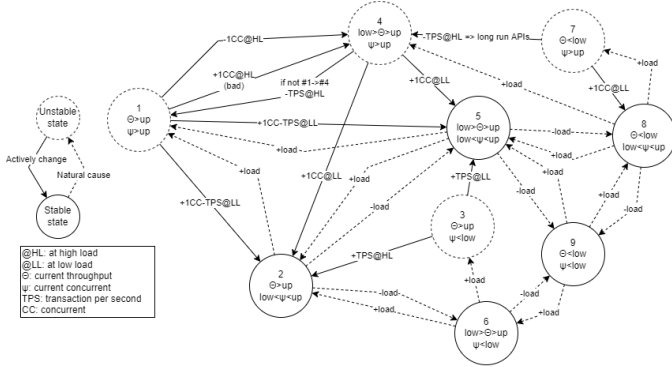 4
low>Θ>up
ψ>up
7
Θ<low
ψ>up
-1CC@HL
-TPS@HL => long run APIs
+1CC@HL
(bad)
if not #1->#4
-TPS@HL
+1CC@LL
+load
+load
+1CC@LL
1
Θ>up
ψ>up
+1CC-TPS@LL
5
low>Θ>up
low<ψ<up
-load
8
Θ<low
low<ψ<up
Unstable
state
Actively change
Natural cause
Stable
state
+load
+load
+1CC@LL
+load
+load
+TPS@LL
-load
+load
-load
+1CC-TPS@LL
-load
3
Θ>up
ψ<low
+load
9
Θ<low
ψ<low
+TPS@HL
2
Θ>up
low<ψ<up
-load
+load
+load
-load
+load
6
low>Θ>up
ψ<low
@HL: at high load
@LL: at low load
Θ: current throughput
ψ: current concurrent
TPS: transaction per second
CC: concurrent